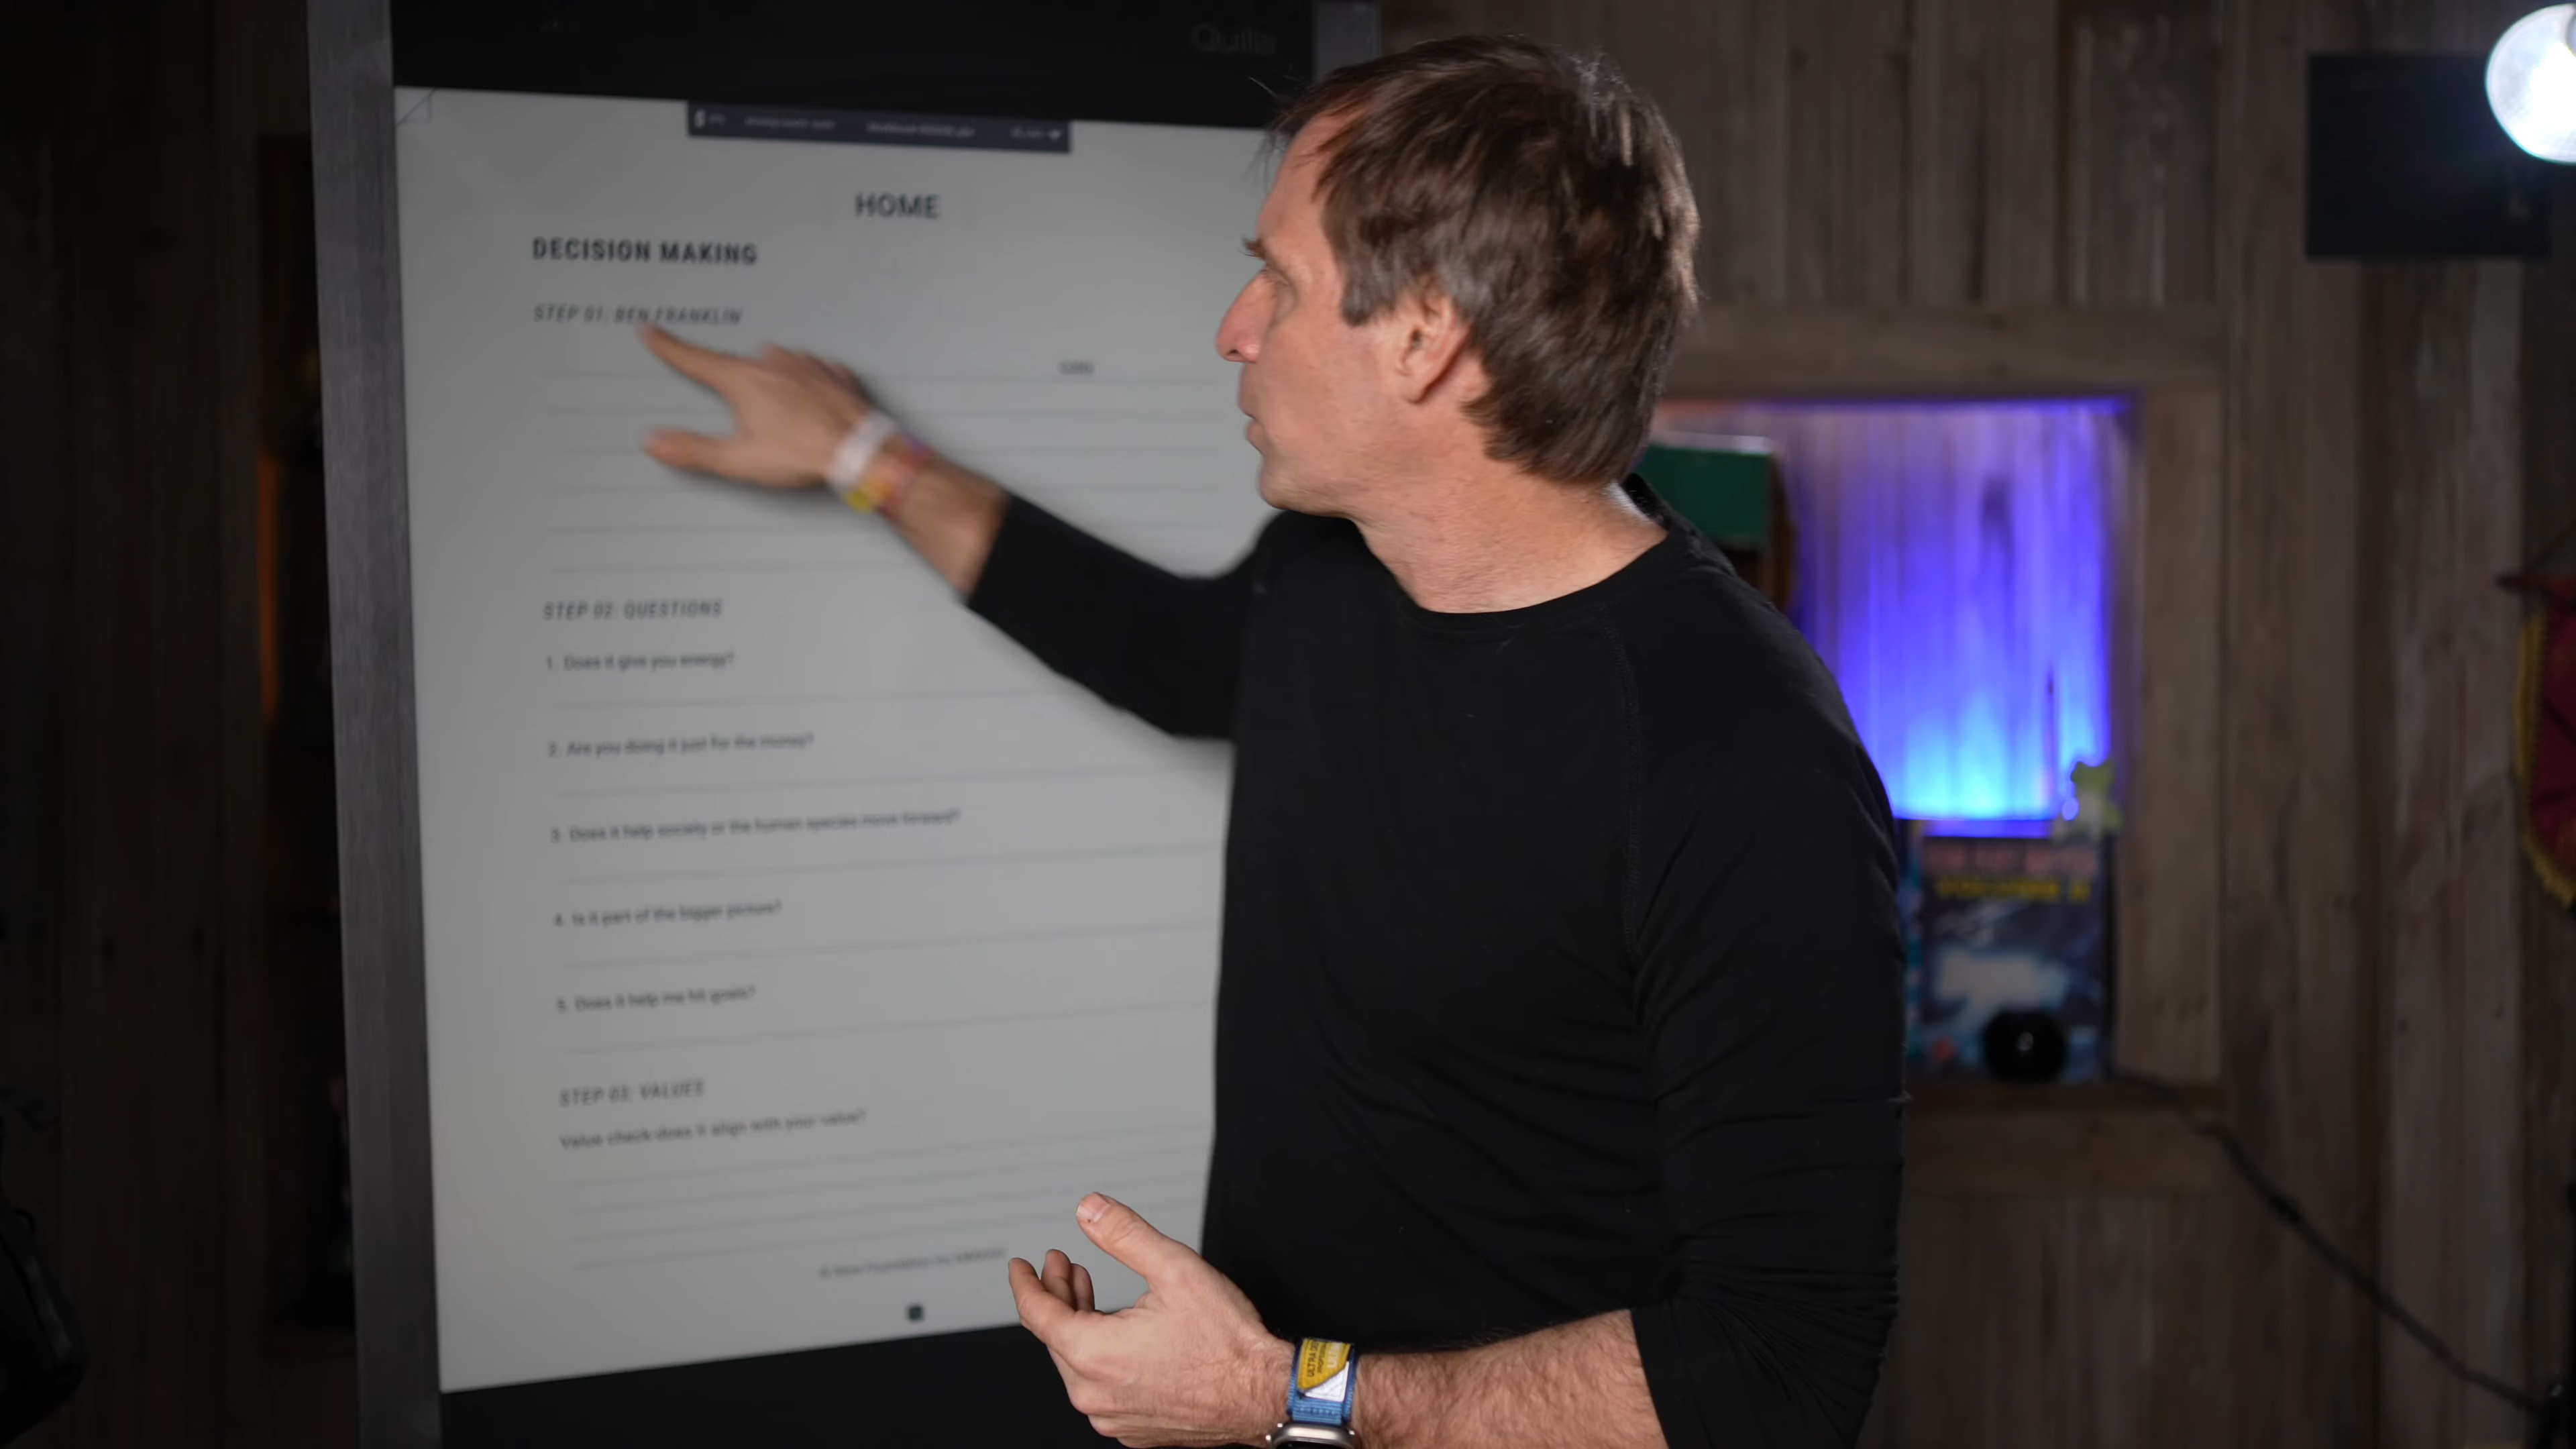 Quilla
HOME
DECISION MAKING
STEP 01: BEN FRANKLIN
CONS
STEP 02: QUESTIONS
1. Does it give you energy?
2. Are you doing it just for the money?
3. Does it help society or the human species move forward?
4. Is it part of the bigger picture?
5. Does it help me hit goals?
STEP 03: VALUES
Value check-does it align with your value?
ULTRA